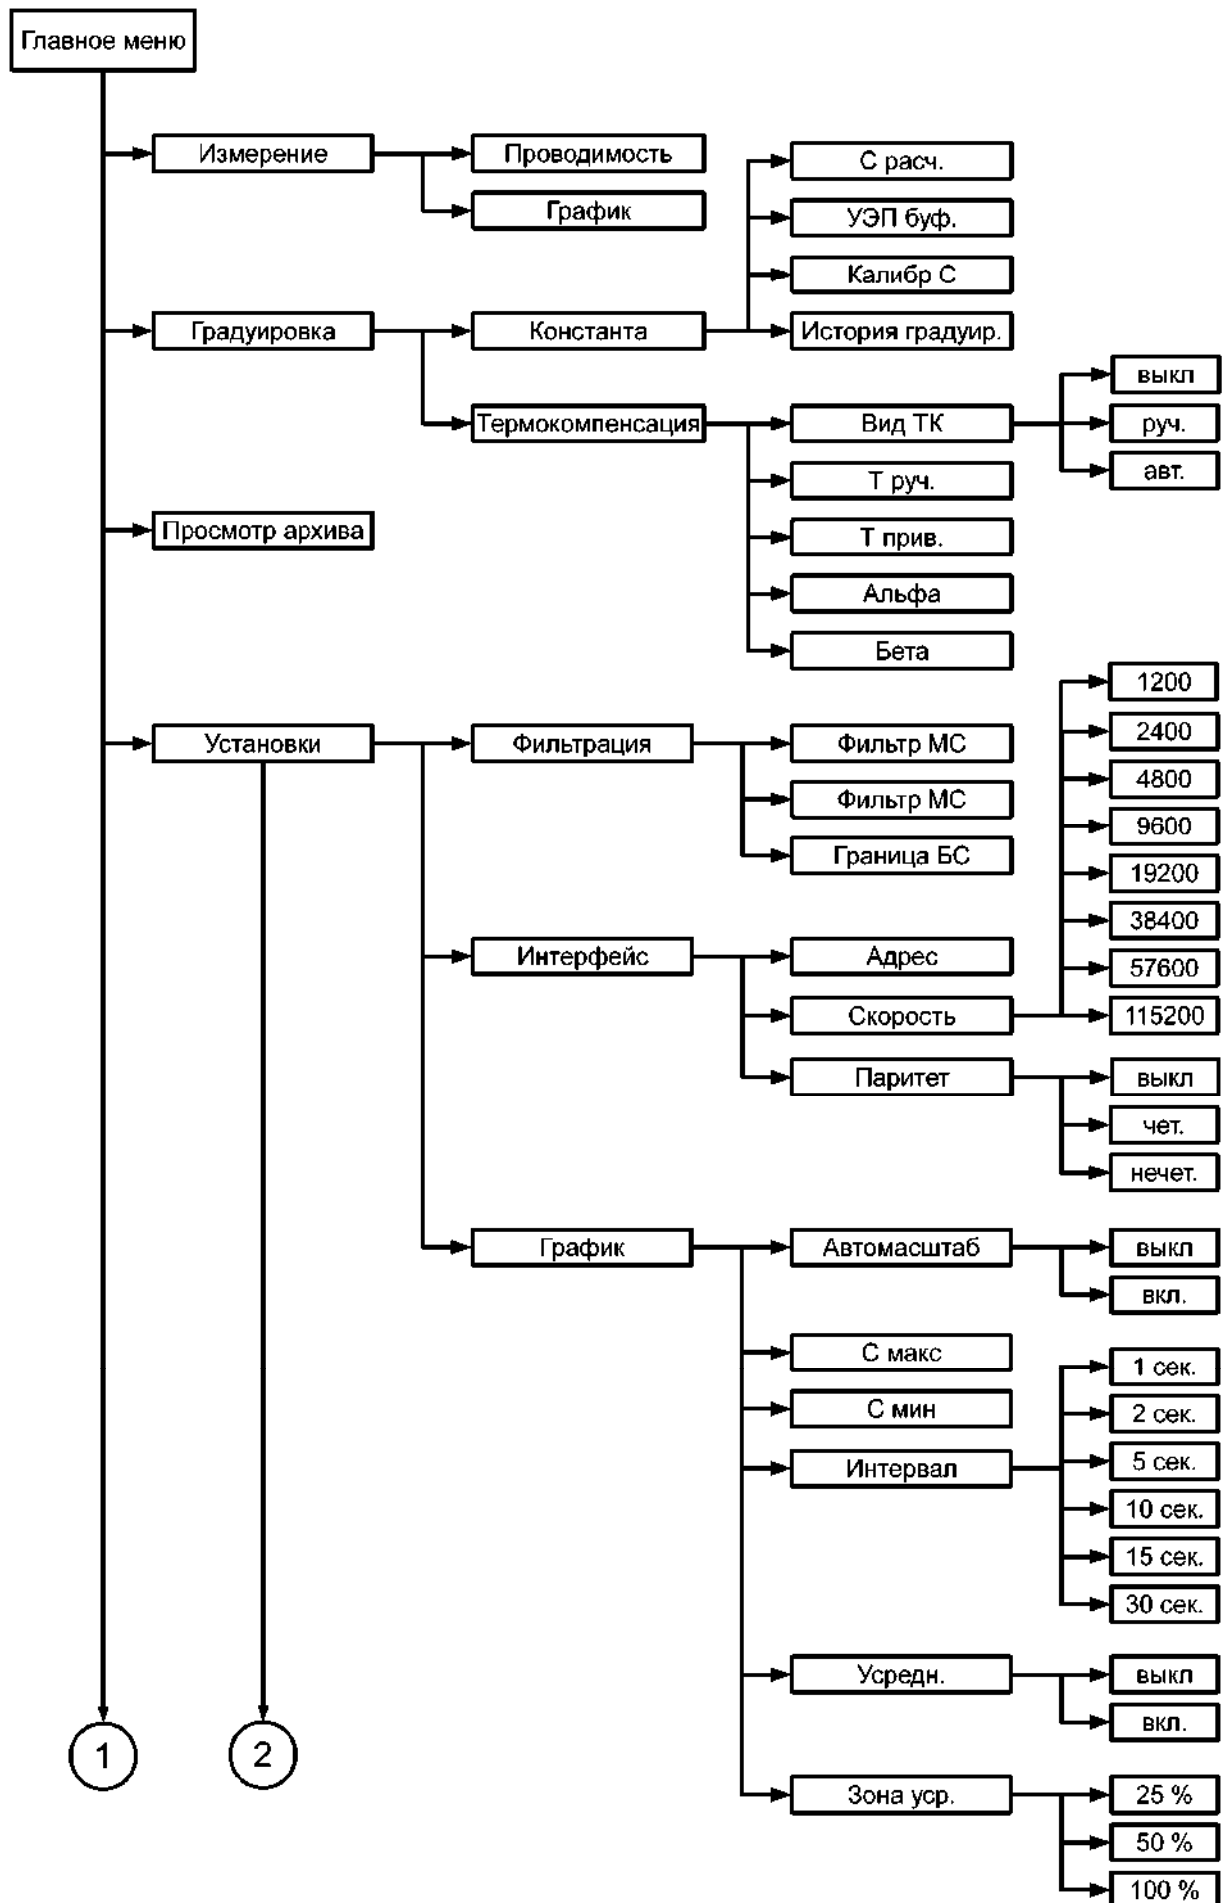 Главное меню
Измерение
Проводимость
График
Градуировка
Константа
С расч.
УЭП буф.
Калибр С
История градуир.
Термокомпенсация
Вид ТК
выкл
руч.
авт.
Т руч.
Т прив.
Альфа
Бета
Просмотр архива
Установки
Фильтрация
Фильтр МС
Фильтр МС
Граница БС
Интерфейс
Адрес
Скорость
1200
2400
4800
9600
19200
38400
57600
115200
Паритет
выкл
чет.
нечет.
График
Автомасштаб
выкл
вкл.
С макс
С мин
Интервал
1 сек.
2 сек.
5 сек.
10 сек.
15 сек.
30 сек.
Усредн.
выкл
вкл.
Зона уср.
25 %
50 %
100 %
1
2